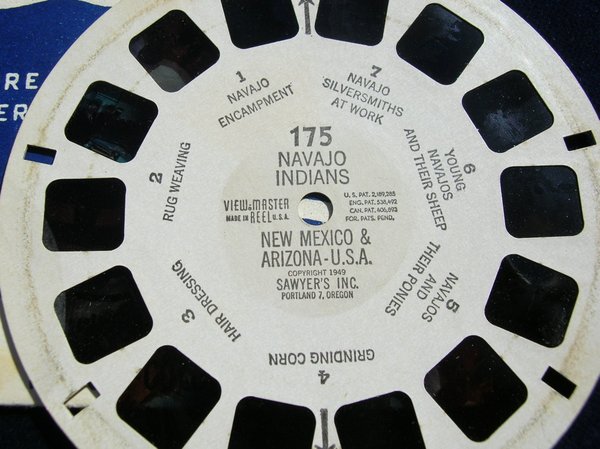 RE
ER
175
NAVAJO
INDIANS
VIEW-MASTER
MADE IN REEL U.S.A.
U.S. PAT. 2,189,285
ENG. PAT. 538,492
CAN. PAT. 406,893
FOR. PATS. PEND.
NEW MEXICO &
ARIZONA-U.S.A.
COPYRIGHT 1949
SAWYER'S INC.
PORTLAND 7, OREGON
1
NAVAJO
ENCAMPMENT
2
RUG WEAVING
3
HAIR DRESSING
4
GRINDING CORN
5
NAVAJOS
AND
THEIR PONIES
6
YOUNG
NAVAJOS
AND THEIR SHEEP
7
NAVAJO
SILVERSMITHS
AT WORK